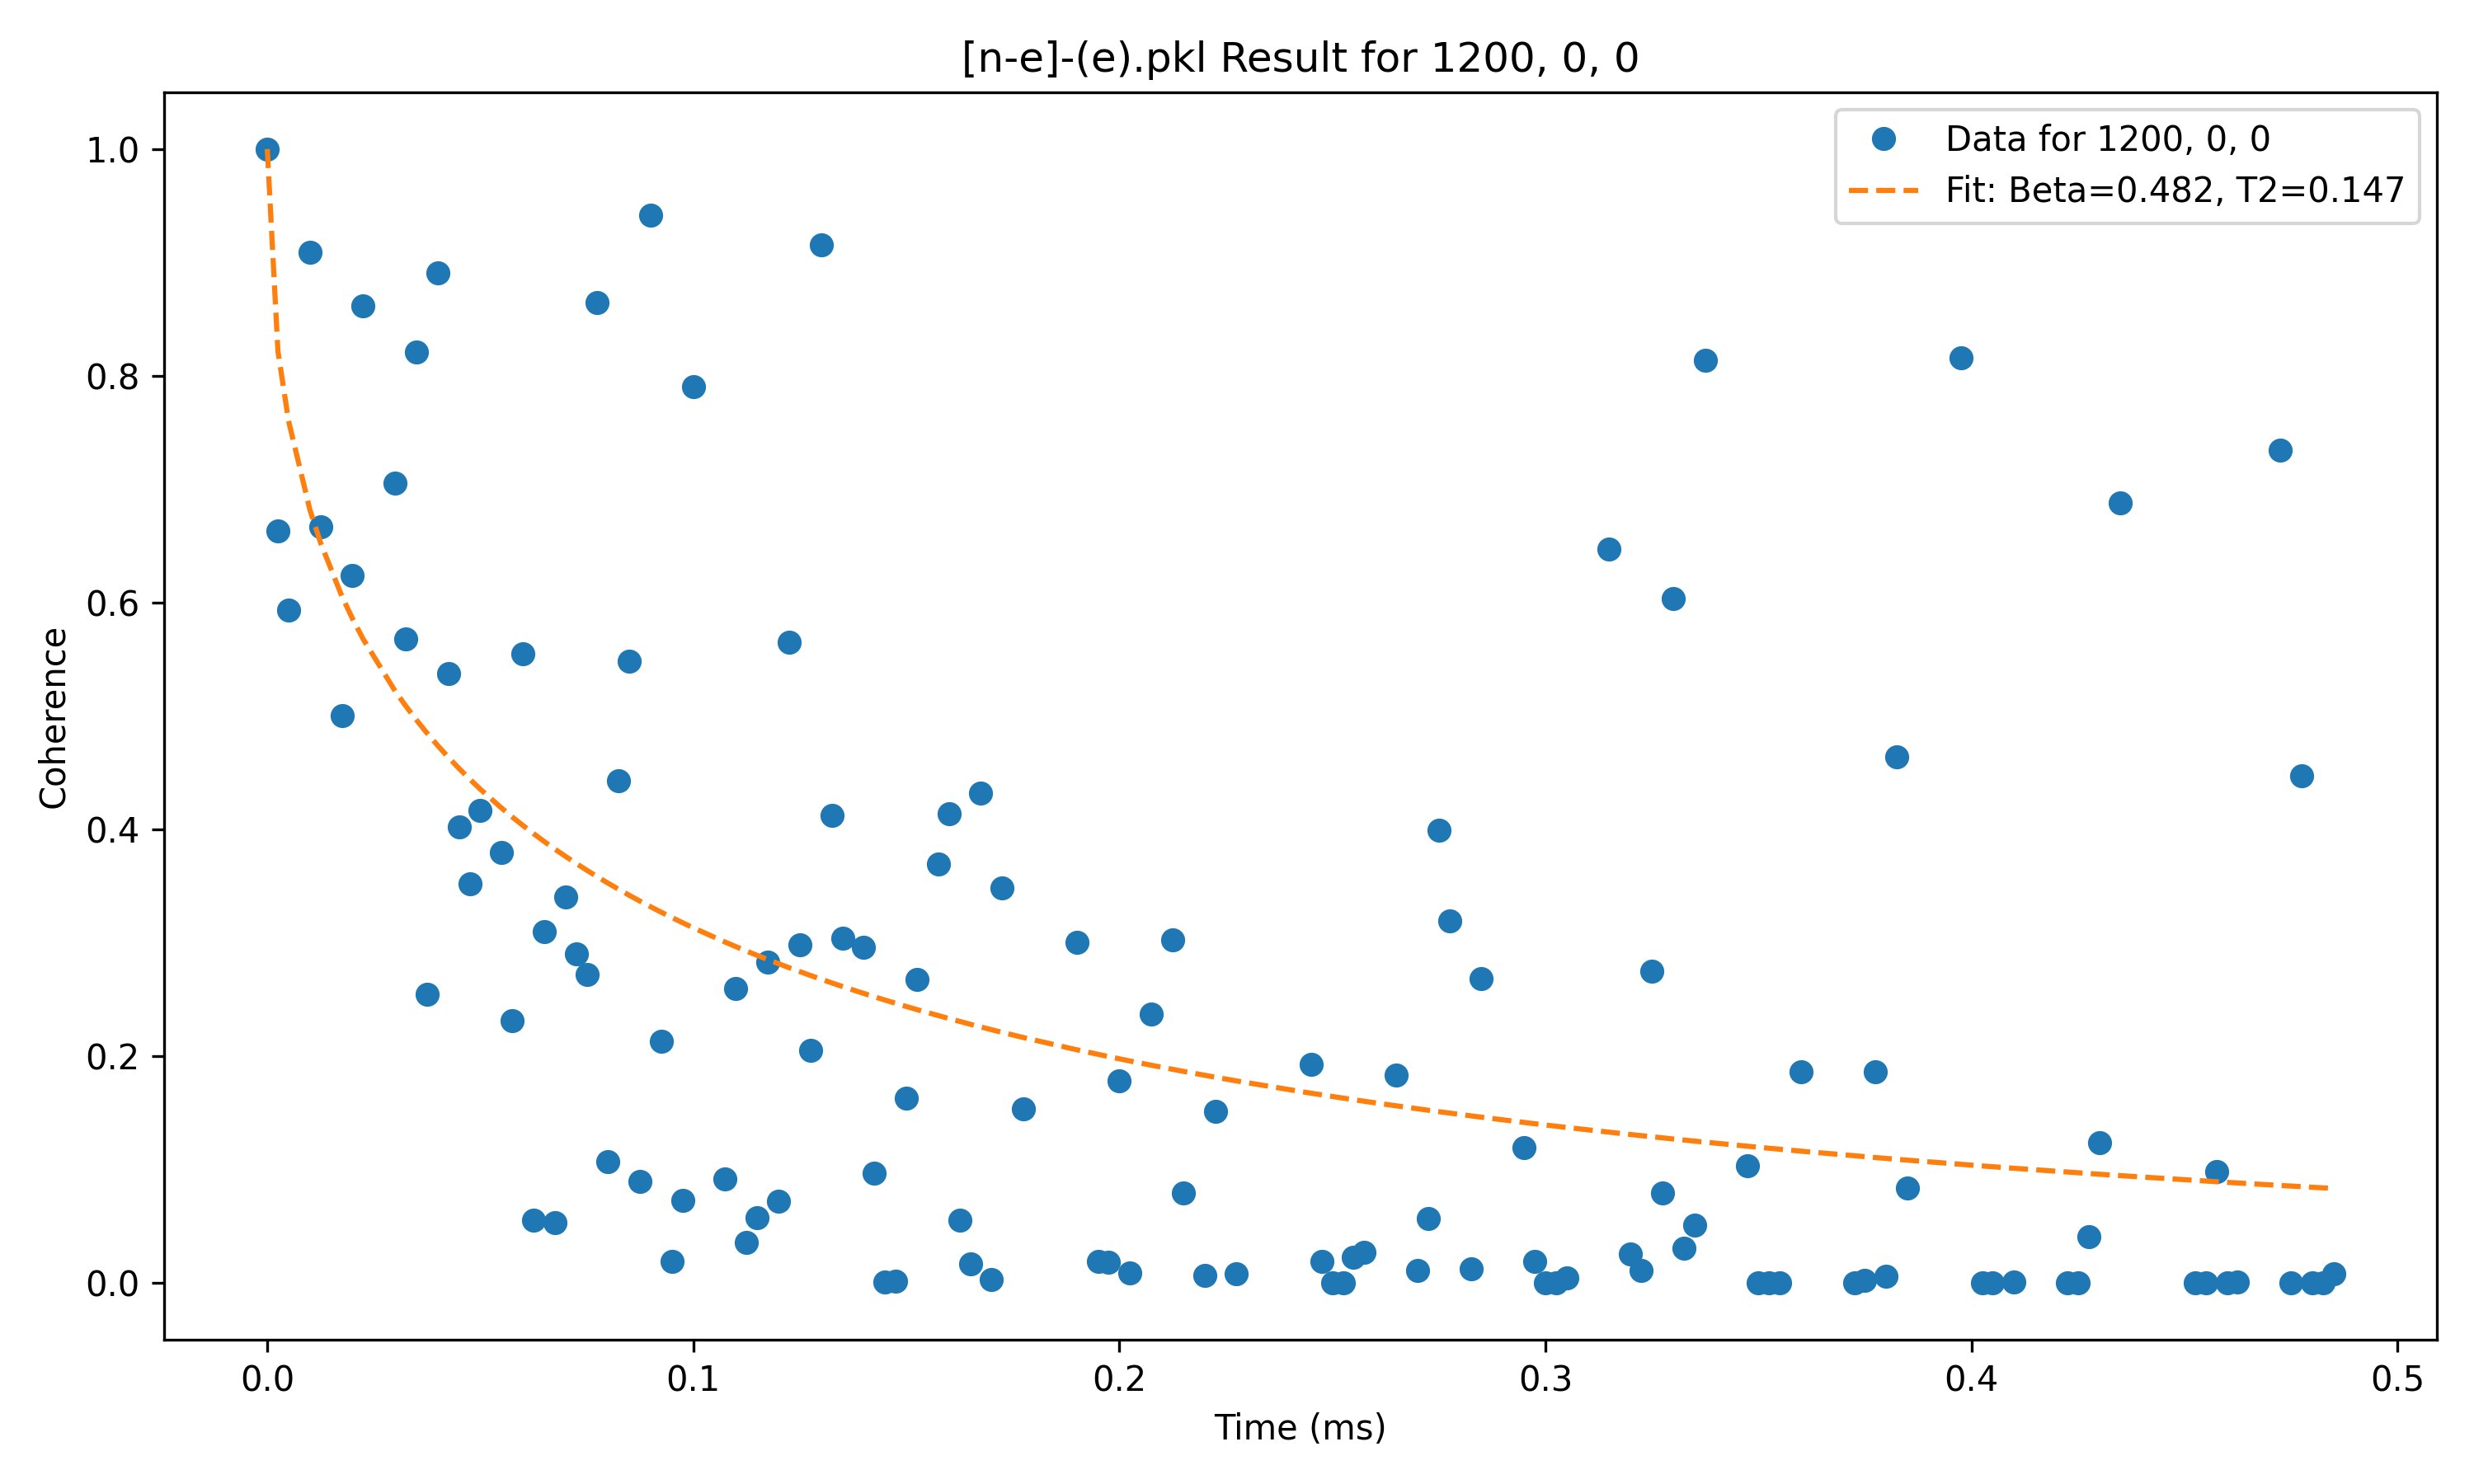 [n-e]-(e).pkl Result for 1200, 0, 0
Data for 1200, 0, 0
Fit: Beta=0.482, T2=0.147
Coherence
1.0
0.8
0.6
0.4
0.2
0.0
0.0 0.1 0.2 0.3 0.4 0.5
Time (ms)